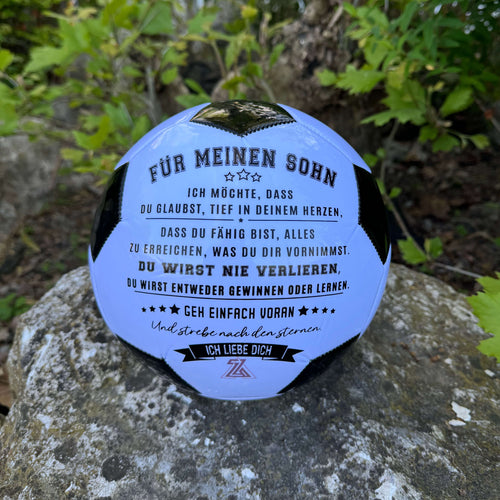 FÜR MEINEN SOHN
ICH MÖCHTE, DASS
DU GLAUBST, TIEF IN DEINEM HERZEN,
DASS DU FÄHIG BIST, ALLES
ZU ERREICHEN, WAS DU DIR VORNIMMST.
DU WIRST NIE VERLIEREN,
DU WIRST ENTWEDER GEWINNEN ODER LERNEN.
GEH EINFACH VORAN
Und strebe nach den sternen.
ICH LIEBE DICH